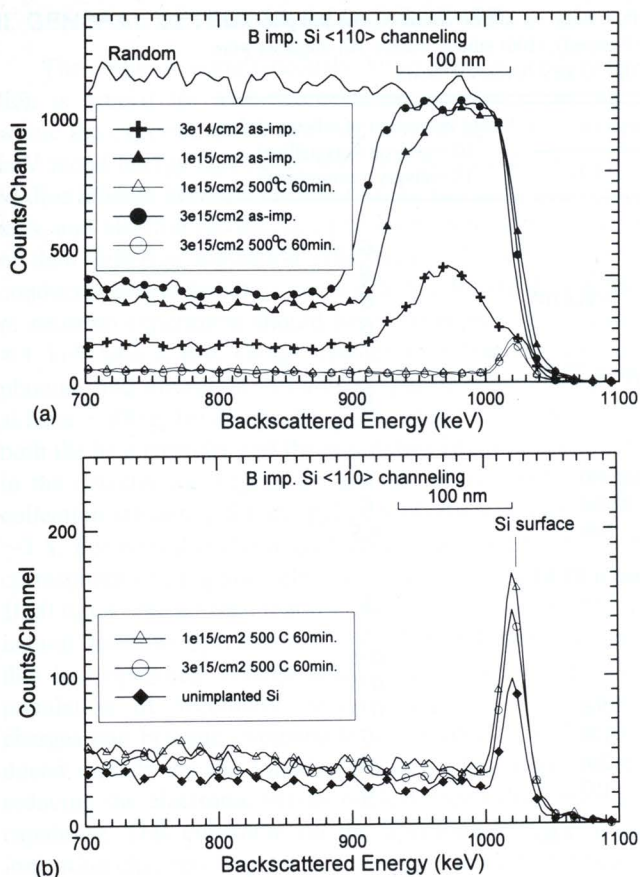 B imp. Si <110> channeling
Random
100 nm
1000
500
0
Counts/Channel
3e14/cm2 as-imp.
1e15/cm2 as-imp.
1e15/cm2 500°C 60min.
3e15/cm2 as-imp.
3e15/cm2 500°C 60min.
700
800
900
1000
1100
(a)
Backscattered Energy (keV)
B imp. Si <110> channeling
100 nm
Si surface
200
100
0
Counts/Channel
1e15/cm2 500 C 60min.
3e15/cm2 500 C 60min.
unimplanted Si
700
800
900
1000
1100
(b)
Backscattered Energy (keV)